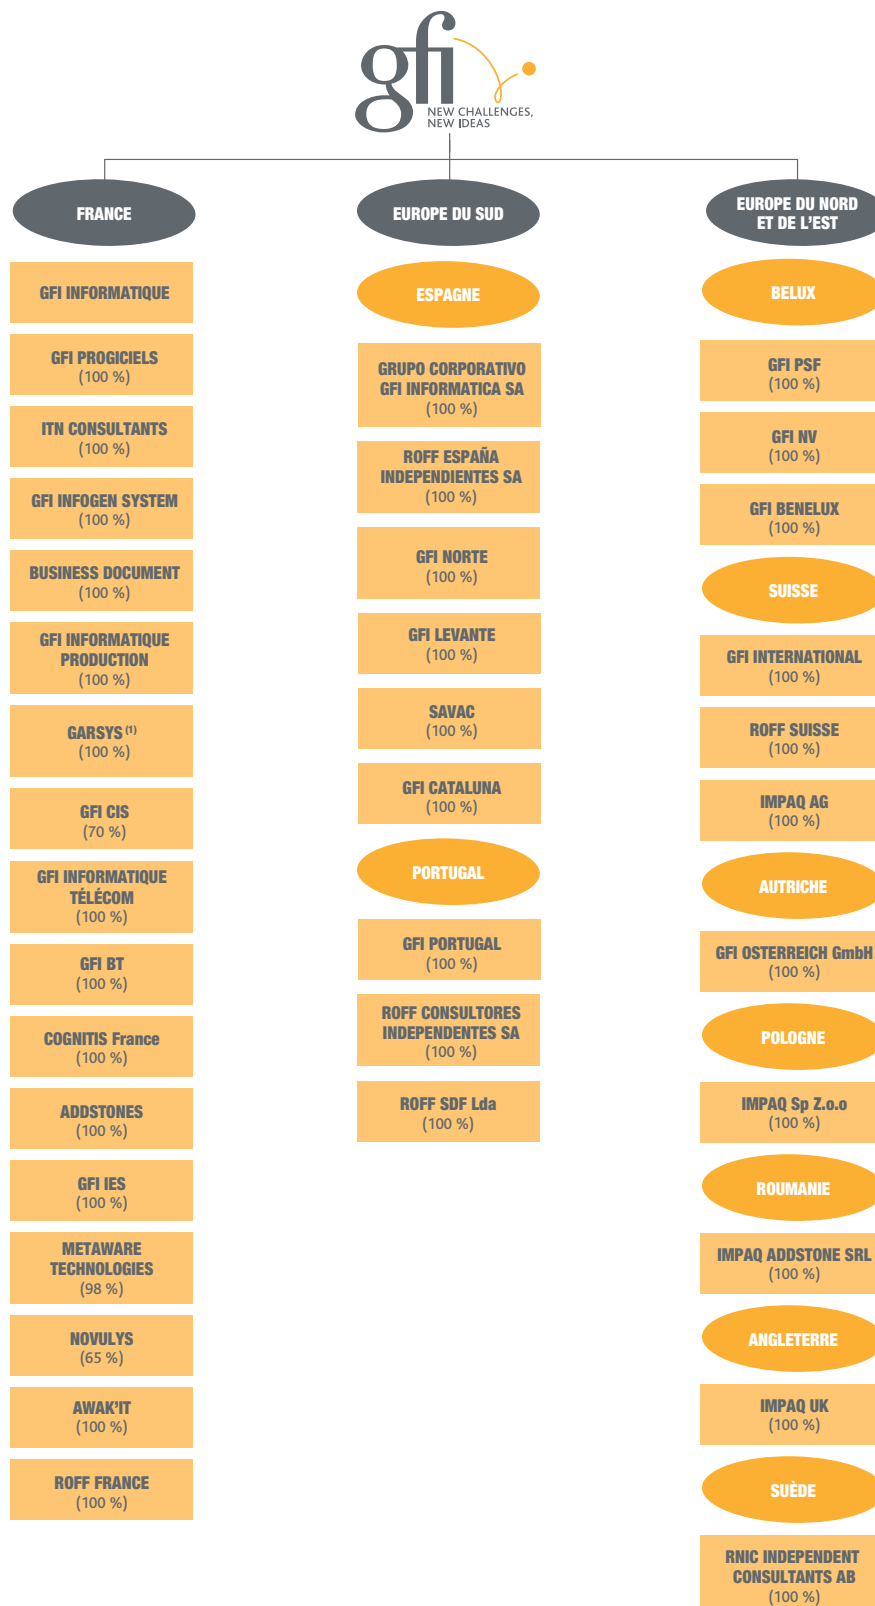 gfi
NEW CHALLENGES,
NEW IDEAS
FRANCE
GFI INFORMATIQUE
GFI PROGICIELS
(100 %)
ITN CONSULTANTS
(100 %)
GFI INFOGEN SYSTEM
(100 %)
BUSINESS DOCUMENT
(100 %)
GFI INFORMATIQUE
PRODUCTION
(100 %)
GARSYS (1)
(100 %)
GFI CIS
(70 %)
GFI INFORMATIQUE
TÉLÉCOM
(100 %)
GFI BT
(100 %)
COGNITIS France
(100 %)
ADDSTONES
(100 %)
GFI IES
(100 %)
METAWARE
TECHNOLOGIES
(98 %)
NOVULYS
(65 %)
AWAK'IT
(100 %)
ROFF FRANCE
(100 %)
EUROPE DU SUD
ESPAGNE
GRUPO CORPORATIVO
GFI INFORMATICA SA
(100 %)
ROFF ESPAÑA
INDEPENDIENTES SA
(100 %)
GFI NORTE
(100 %)
GFI LEVANTE
(100 %)
SAVAC
(100 %)
GFI CATALUNA
(100 %)
PORTUGAL
GFI PORTUGAL
(100 %)
ROFF CONSULTORES
INDEPENDENTES SA
(100 %)
ROFF SDF Lda
(100 %)
EUROPE DU NORD
ET DE L'EST
BELUX
GFI PSF
(100 %)
GFI NV
(100 %)
GFI BENELUX
(100 %)
SUISSE
GFI INTERNATIONAL
(100 %)
ROFF SUISSE
(100 %)
IMPAQ AG
(100 %)
AUTRICHE
GFI OSTERREICH GmbH
(100 %)
POLOGNE
IMPAQ Sp Z.o.o
(100 %)
ROUMANIE
IMPAQ ADDSTONE SRL
(100 %)
ANGLETERRE
IMPAQ UK
(100 %)
SUÈDE
RNIC INDEPENDENT
CONSULTANTS AB
(100 %)